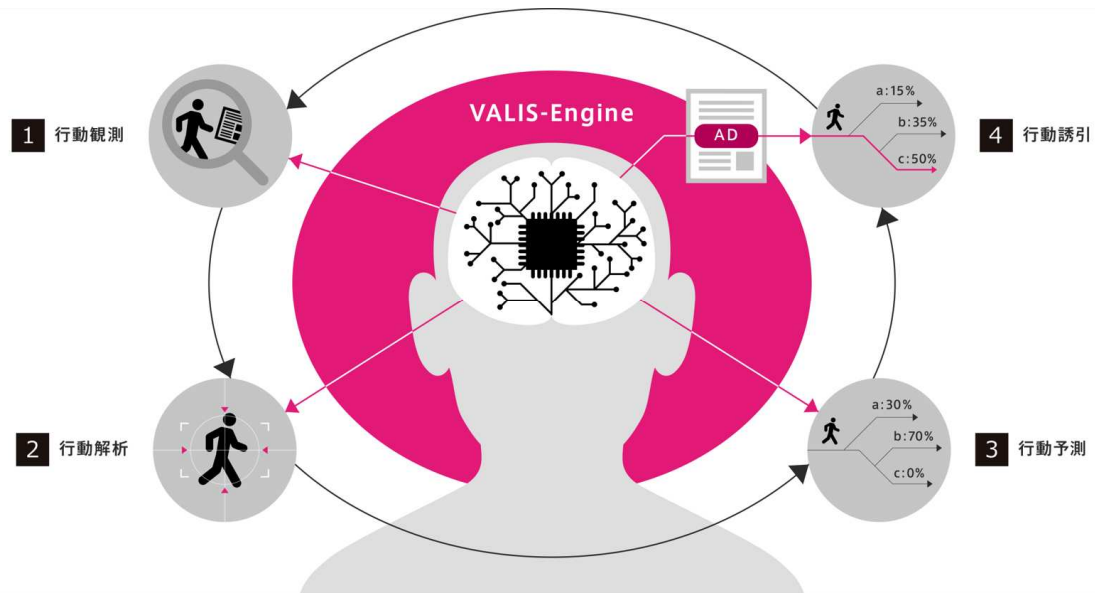 VALIS-Engine
AD
1 行動観測
2 行動解析
a:30%
b:70%
c:0%
3 行動予測
a:15%
b:35%
c:50%
4 行動誘引